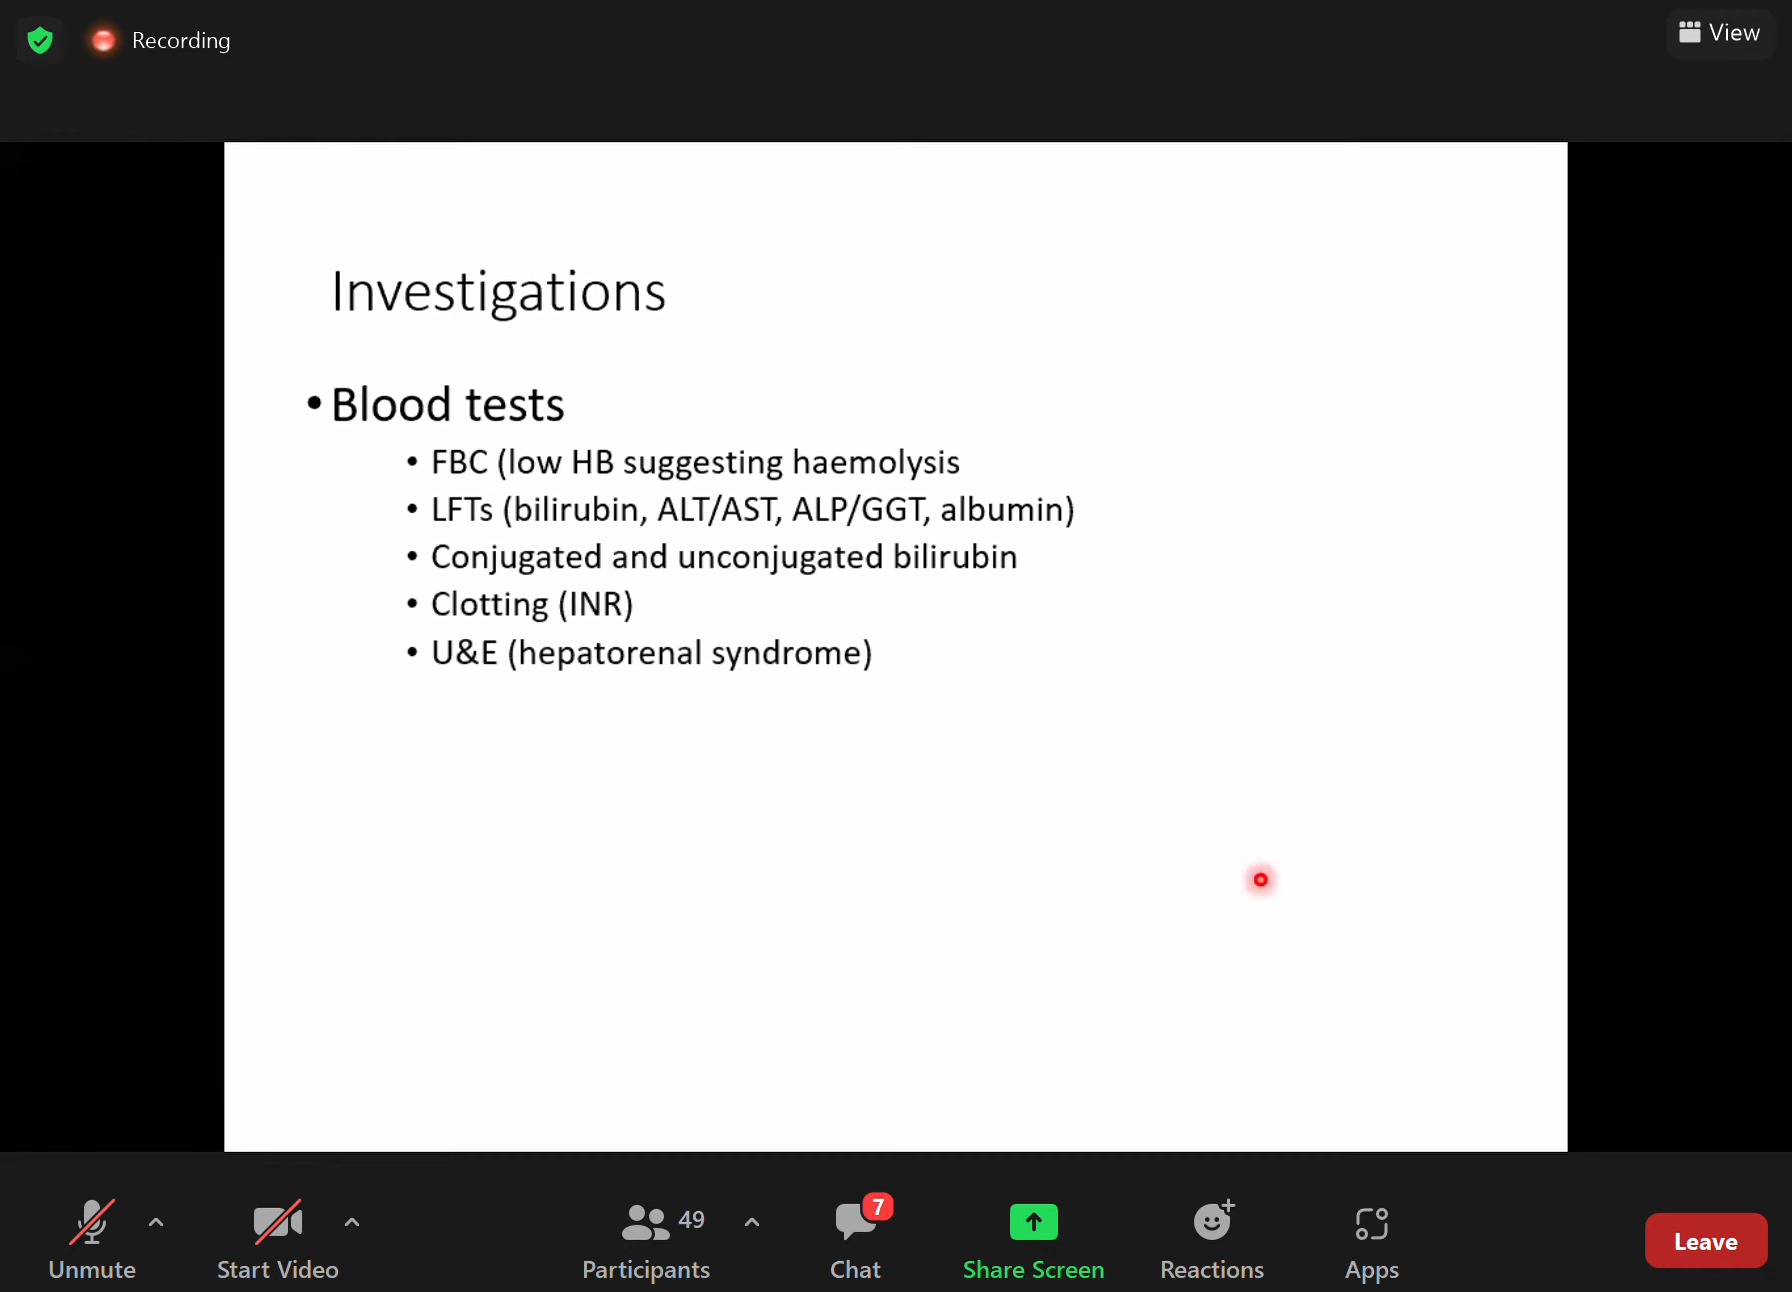 Recording
View
Investigations
• Blood tests
• FBC (low HB suggesting haemolysis
• LFTs (bilirubin, ALT/AST, ALP/GGT, albumin)
• Conjugated and unconjugated bilirubin
• Clotting (INR)
• U&E (hepatorenal syndrome)
49
7
Unmute
Start Video
Participants
Chat
Share Screen
Reactions
Apps
Leave